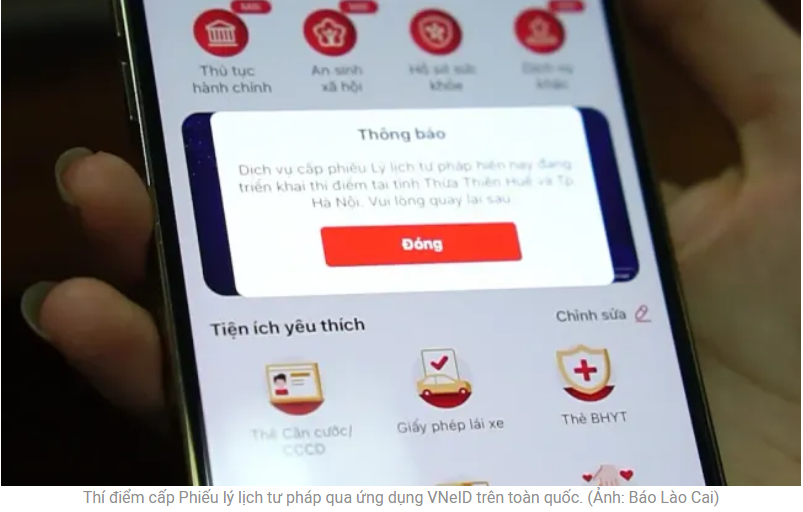 Thủ tục
hành chính
An sinh
xã hội
Hồ sơ sức
khỏe
Dịch vụ
khác
Thông báo
Dịch vụ cấp phiếu Lý lịch tư pháp hiện nay đang
triển khai thí điểm tại tỉnh Thừa Thiên Huế và Tp
Hà Nội. Vui lòng quay lại sau
Đóng
Tiện ích yêu thích
Chỉnh sửa
Thẻ Căn cước/
CCCD
Giấy phép lái xe
Thẻ BHYT
Thí điểm cấp Phiếu lý lịch tư pháp qua ứng dụng VNeID trên toàn quốc. (Ảnh: Báo Lào Cai)